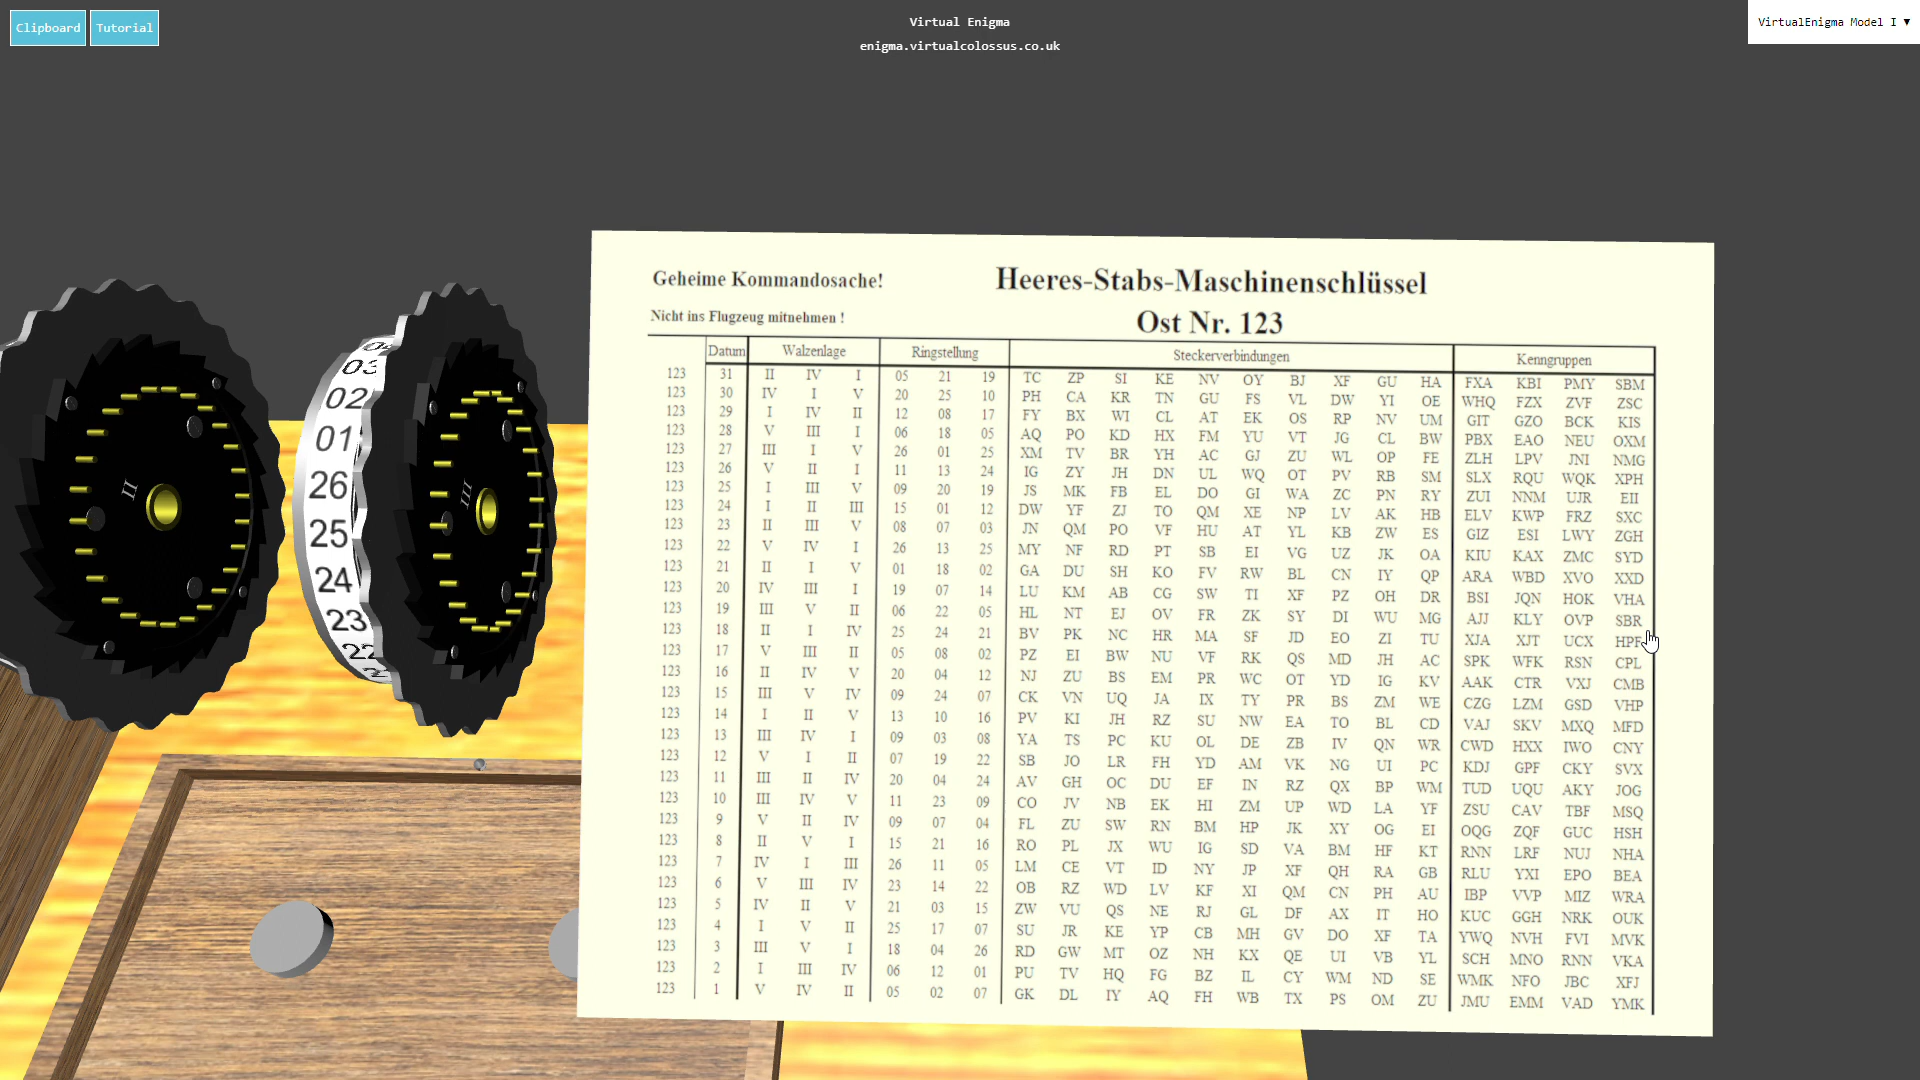 Clipboard Tutorial
Virtual Enigma
enigma.virtualcolossus.co.uk
VirtualEnigma Model I ▼
II
04
03
02
01
26
25
24
23
22
III
Geheime Kommandosache!
Heeres-Stabs-Maschinenschlüssel
Nicht ins Flugzeug mitnehmen !
Ost Nr. 123
Datum Walzenlage Ringstellung Steckerverbindungen Kenngruppen
123 31 II IV I 05 21 19 TC ZP SI KE NV OY BJ XF GU HA FXA KBI PMY SBM
123 30 IV I V 20 25 10 PH CA KR TN GU FS VL DW YI OE WHQ FZX ZVF ZSC
123 29 I IV II 12 08 17 FY BX WI CL AT EK OS RP NV UM GIT GZO BCK KIS
123 28 V III I 06 18 05 AQ PO KD HX FM YU VT JG CL BW PBX EAO NEU OXM
123 27 III I V 26 01 25 XM TV BR YH AC GJ ZU WL OP FE ZLH LPV JNI NMG
123 26 V II I 11 13 24 IG ZY JH DN UL WQ OT PV RB SM SLX RQU WQK XPH
123 25 I III V 09 20 19 JS MK FB EL DO GI WA ZC PN RY ZUI NNM UJR EII
123 24 I II III 15 01 12 DW YF ZJ TO QM XE NP LV AK HB ELV KWP FRZ SXC
123 23 II III V 08 07 03 JN QM PO VF HU AT YL KB ZW ES GIZ ESI LWY ZGH
123 22 V IV I 26 13 25 MY NF RD PT SB EI VG UZ JK OA KIU KAX ZMC SYD
123 21 II I V 01 18 02 GA DU SH KO FV RW BL CN IY QP ARA WBD XVO XXD
123 20 IV III I 19 07 14 LU KM AB CG SW TI XF PZ OH DR BSI JQN HOK VHA
123 19 III V II 06 22 05 HL NT EJ OV FR ZK SY DI WU MG AJJ KLY OVP SBR
123 18 II I IV 25 24 21 BV PK NC HR MA SF JD EO ZI TU XJA XJT UCX HPF
123 17 V III II 05 08 02 PZ EI BW NU VF RK QS MD JH AC SPK WFK RSN CPL
123 16 II IV V 20 04 12 NJ ZU BS EM PR WC OT YD IG KV AAK CTR VXJ CMB
123 15 III V IV 09 24 07 CK VN UQ JA IX TY PR BS ZM WE CZG LZM GSD VHP
123 14 I II V 13 10 16 PV KI JH RZ SU NW EA TO BL CD VAJ SKV MXQ MFD
123 13 III IV I 09 03 08 YA TS PC KU OL DE ZB IV QN WR CWD HXX IWO CNY
123 12 V I II 07 19 22 SB JO LR FH YD AM VK NG UI PC KDJ GPF CKY SVX
123 11 III II IV 20 04 24 AV GH OC DU EF IN RZ QX BP WM TUD UQU AKY JOG
123 10 III IV V 11 23 09 CO JV NB EK HI ZM UP WD LA YF ZSU CAV TBF MSQ
123 9 V II IV 09 07 04 FL ZU SW RN BM HP JK XY OG EI OQG ZQF GUC HSH
123 8 II V I 15 21 16 RO PL JX WU IG SD VA BM HF KT RNN LRF NUJ NHA
123 7 IV I III 26 11 05 LM CE VT ID NY JP XF QH RA GB RLU YXI EPO BEA
123 6 V III IV 23 14 22 OB RZ WD LV KF XI QM CN PH AU IBP VVP MIZ WRA
123 5 IV II V 21 03 15 ZW VU QS NE RJ GL DF AX IT HO KUC GGH NRK OUK
123 4 I V II 25 17 07 SU JR KE YP CB MH GV DO XF TA YWQ NVH FVI MVK
123 3 III V I 18 04 26 RD GW MT OZ NH KX QE UI VB YL SCH MNO RNN VKA
123 2 I III IV 06 12 01 PU TV HQ FG BZ IL CY WM ND SE WMK NFO JBC XFJ
123 1 V IV II 05 02 07 GK DL IY AQ FH WB TX PS OM ZU JMU EMM VAD YMK